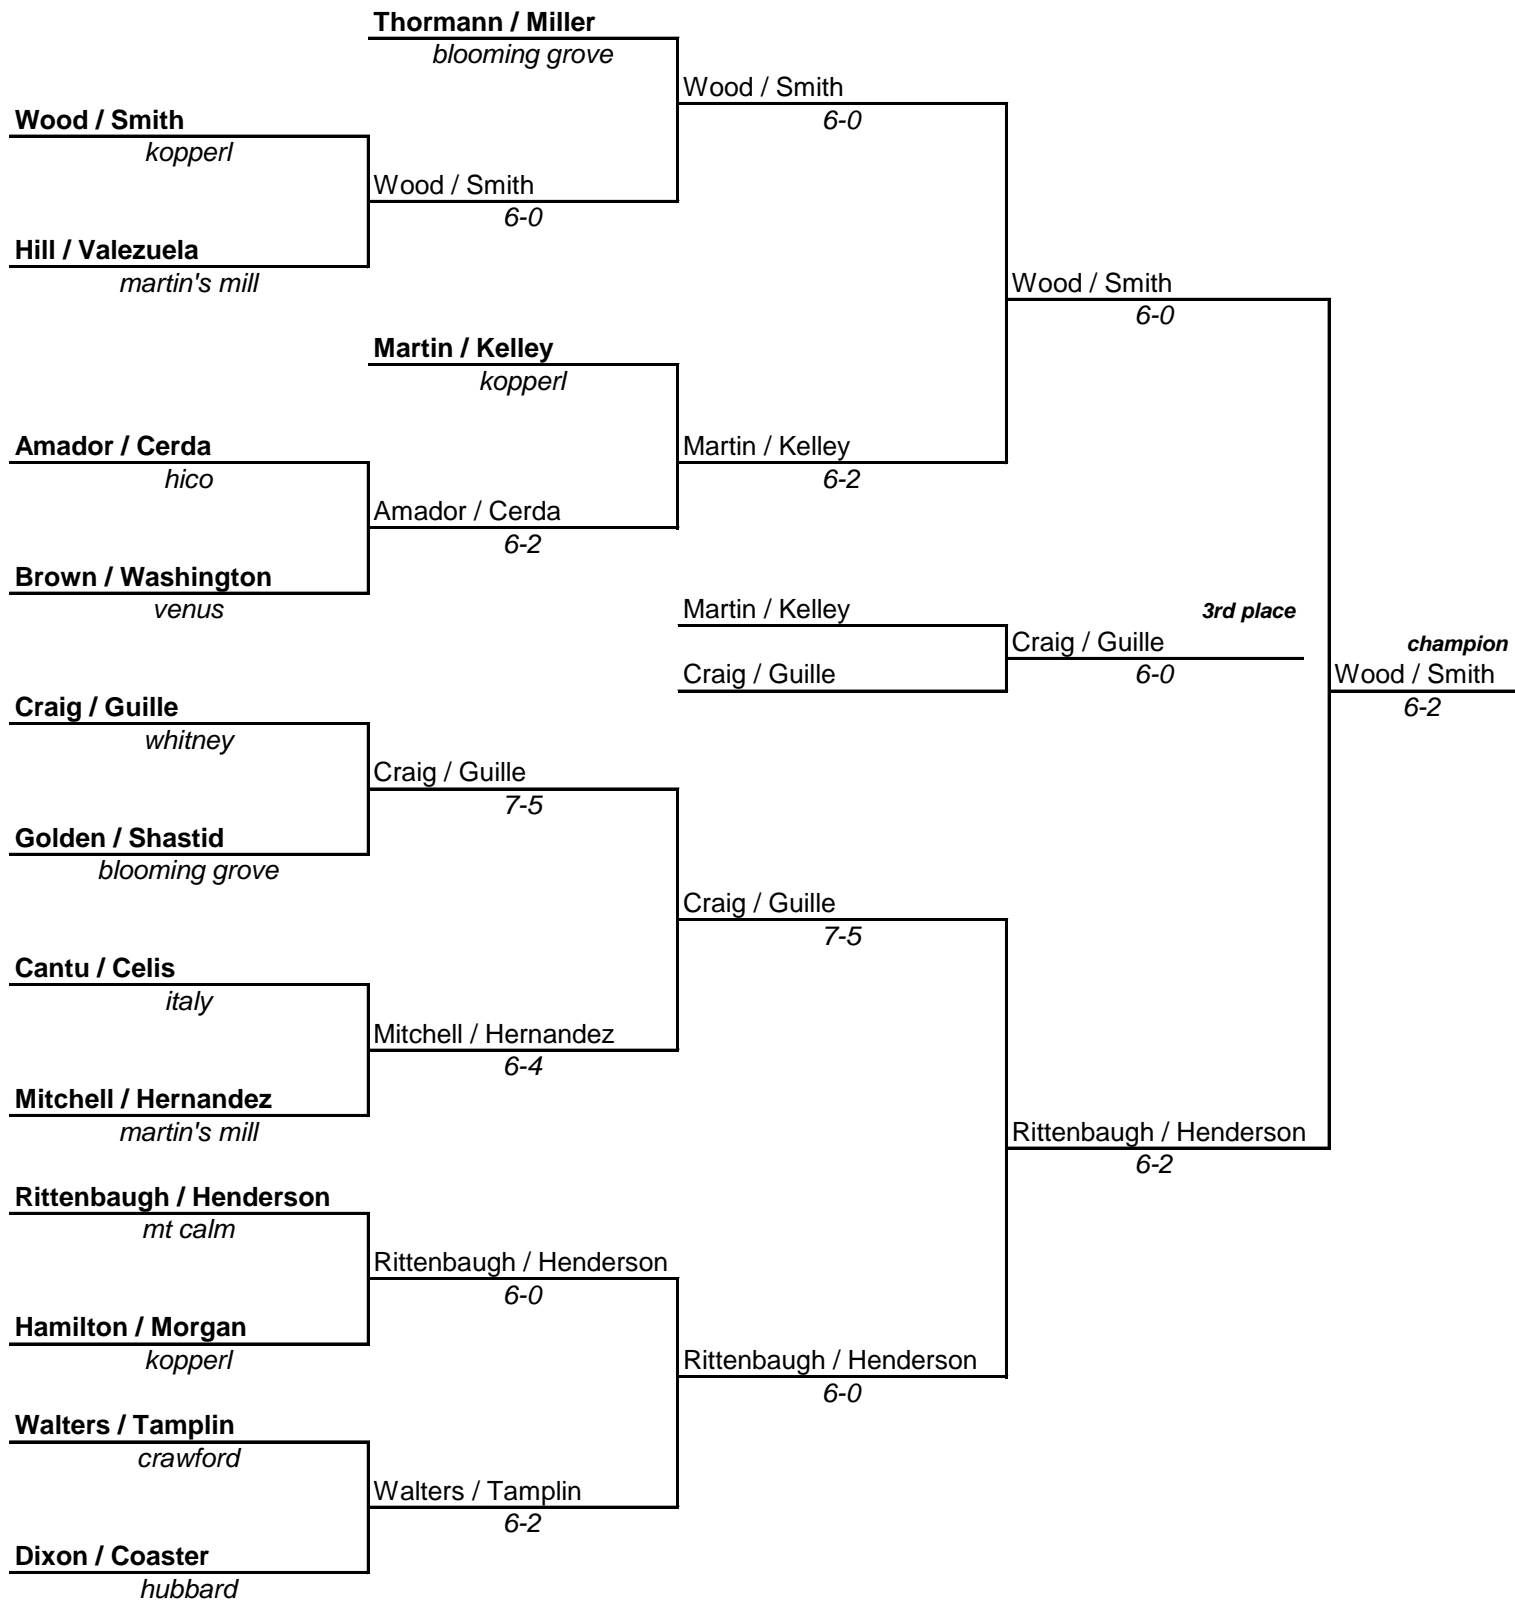 Thormann / Miller
blooming grove
Wood / Smith
6-0
Wood / Smith
kopperl
Wood / Smith
6-0
Hill / Valezuela
martin's mill
Wood / Smith
6-0
Martin / Kelley
kopperl
Amador / Cerda
hico
Martin / Kelley
6-2
Amador / Cerda
6-2
Brown / Washington
venus
Martin / Kelley
3rd place
Craig / Guille
6-0
champion
Craig / Guille
Wood / Smith
6-2
Craig / Guille
whitney
Craig / Guille
7-5
Golden / Shastid
blooming grove
Craig / Guille
7-5
Cantu / Celis
italy
Mitchell / Hernandez
6-4
Mitchell / Hernandez
martin's mill
Rittenbaugh / Henderson
6-2
Rittenbaugh / Henderson
mt calm
Rittenbaugh / Henderson
6-0
Hamilton / Morgan
kopperl
Rittenbaugh / Henderson
6-0
Walters / Tamplin
crawford
Walters / Tamplin
6-2
Dixon / Coaster
hubbard